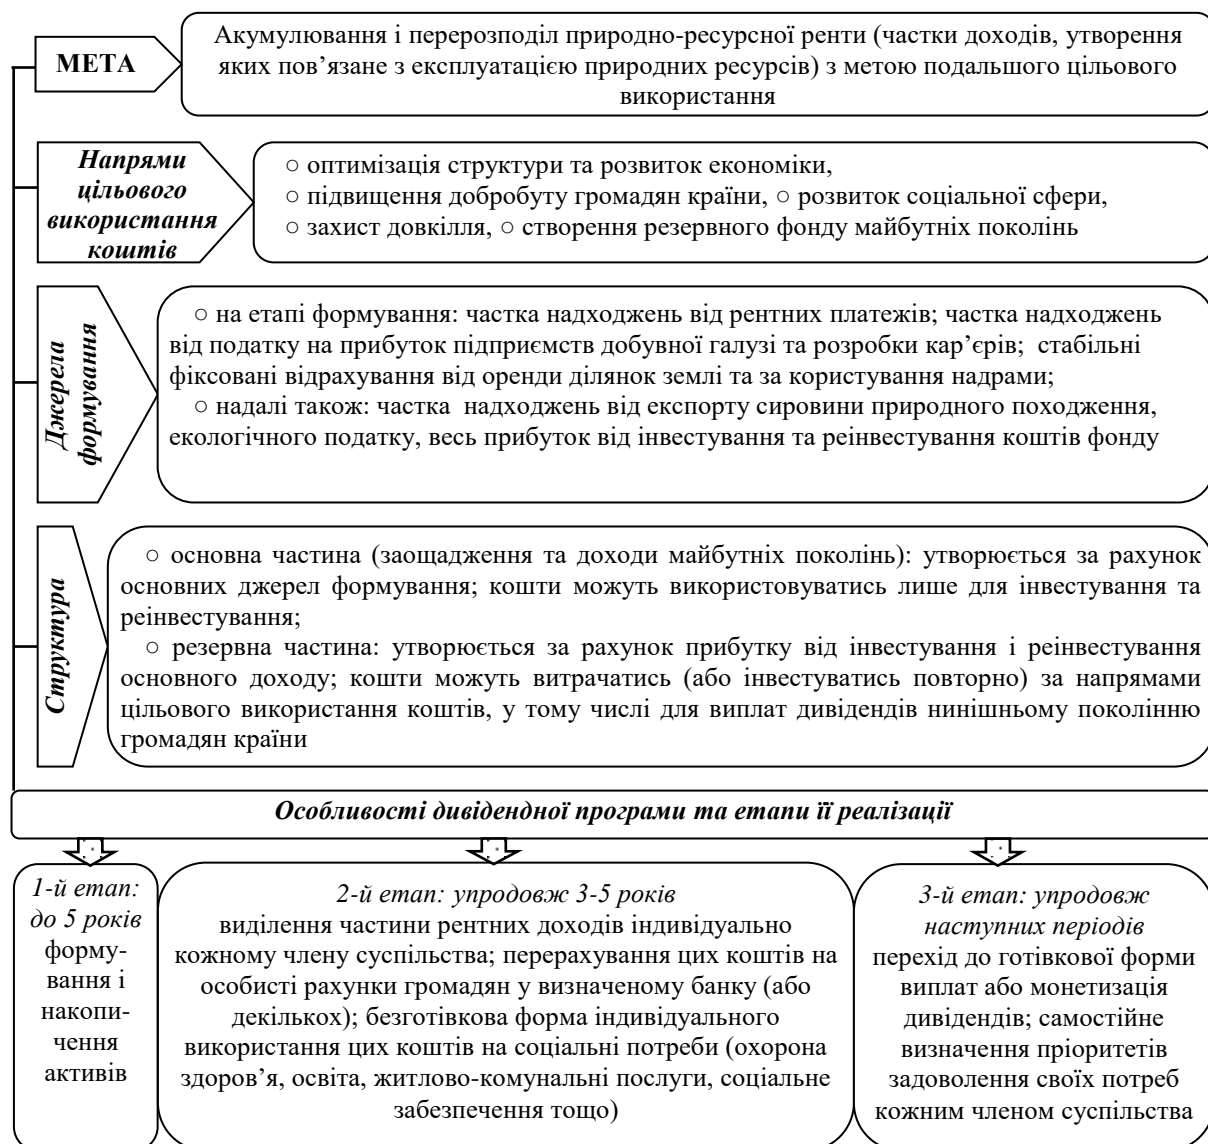 МЕТА
Акумулювання і перерозподіл природно-ресурсної ренти (частки доходів, утворення
яких пов’язане з експлуатацією природних ресурсів) з метою подальшого цільового
використання
Напрями
цільового
використання
коштів
○ оптимізація структури та розвиток економіки,
○ підвищення добробуту громадян країни, ○ розвиток соціальної сфери,
○ захист довкілля, ○ створення резервного фонду майбутніх поколінь
Джерела
формування
○ на етапі формування: частка надходжень від рентних платежів; частка надходжень
від податку на прибуток підприємств добувної галузі та розробки кар’єрів; стабільні
фіксовані відрахування від оренди ділянок землі та за користування надрами;
○ надалі також: частка надходжень від експорту сировини природного походження,
екологічного податку, весь прибуток від інвестування та реінвестування коштів фонду
Структура
○ основна частина (заощадження та доходи майбутніх поколінь): утворюється за рахунок
основних джерел формування; кошти можуть використовуватись лише для інвестування та
реінвестування;
○ резервна частина: утворюється за рахунок прибутку від інвестування і реінвестування
основного доходу; кошти можуть витрачатись (або інвестуватись повторно) за напрямами
цільового використання коштів, у тому числі для виплат дивідендів нинішньому поколінню
громадян країни
Особливості дивідендної програми та етапи її реалізації
1-й етап:
до 5 років
форму-
вання і
накопи-
чення
активів
2-й етап: упродовж 3-5 років
виділення частини рентних доходів індивідуально
кожному члену суспільства; перерахування цих коштів на
особисті рахунки громадян у визначеному банку (або
декількох); безготівкова форма індивідуального
використання цих коштів на соціальні потреби (охорона
здоров’я, освіта, житлово-комунальні послуги, соціальне
забезпечення тощо)
3-й етап: упродовж
наступних періодів
перехід до готівкової форми
виплат або монетизація
дивідендів; самостійне
визначення пріоритетів
задоволення своїх потреб
кожним членом суспільства